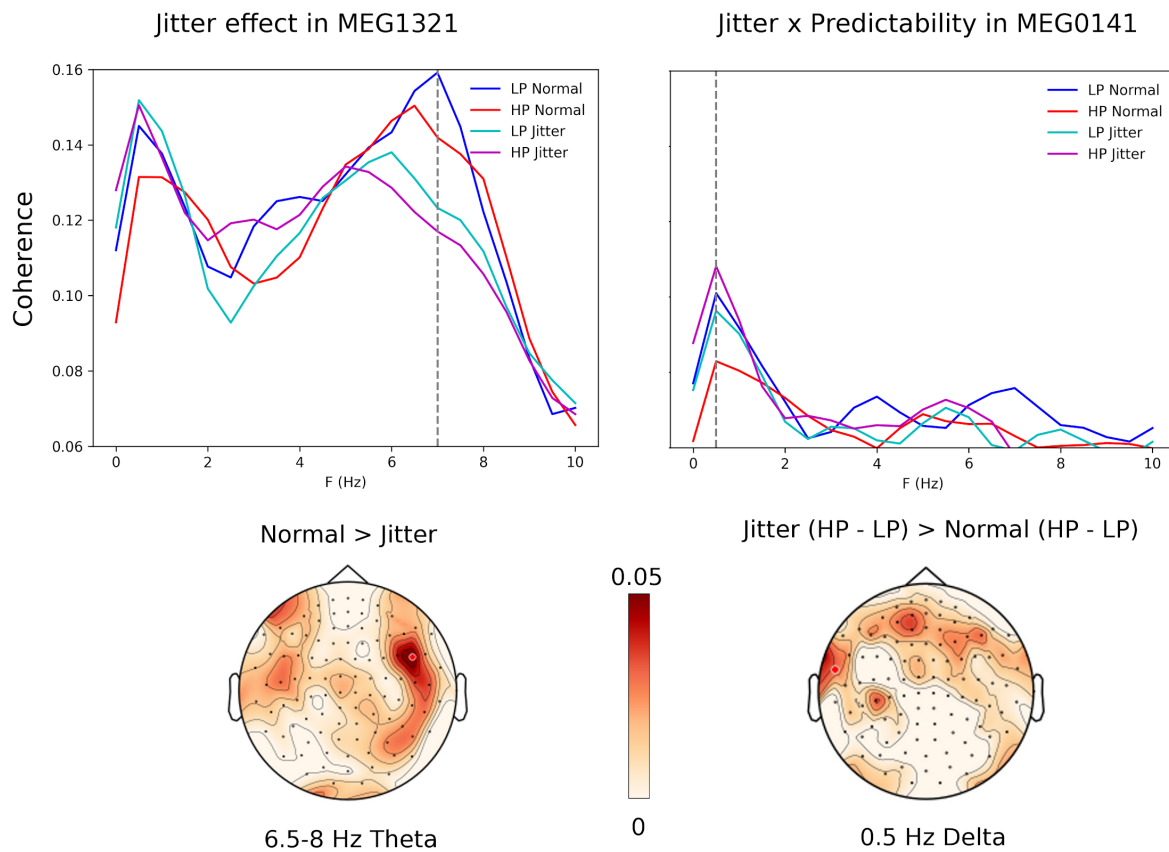 Jitter effect in MEG1321
Jitter x Predictability in MEG0141
Coherence
0.16
0.14
0.12
0.10
0.08
0.06
0
2
4
6
8
10
F (Hz)
LP Normal
HP Normal
LP Jitter
HP Jitter
0
2
4
6
8
10
F (Hz)
LP Normal
HP Normal
LP Jitter
HP Jitter
Normal > Jitter
Jitter (HP - LP) > Normal (HP - LP)
0.05
0
6.5-8 Hz Theta
0.5 Hz Delta